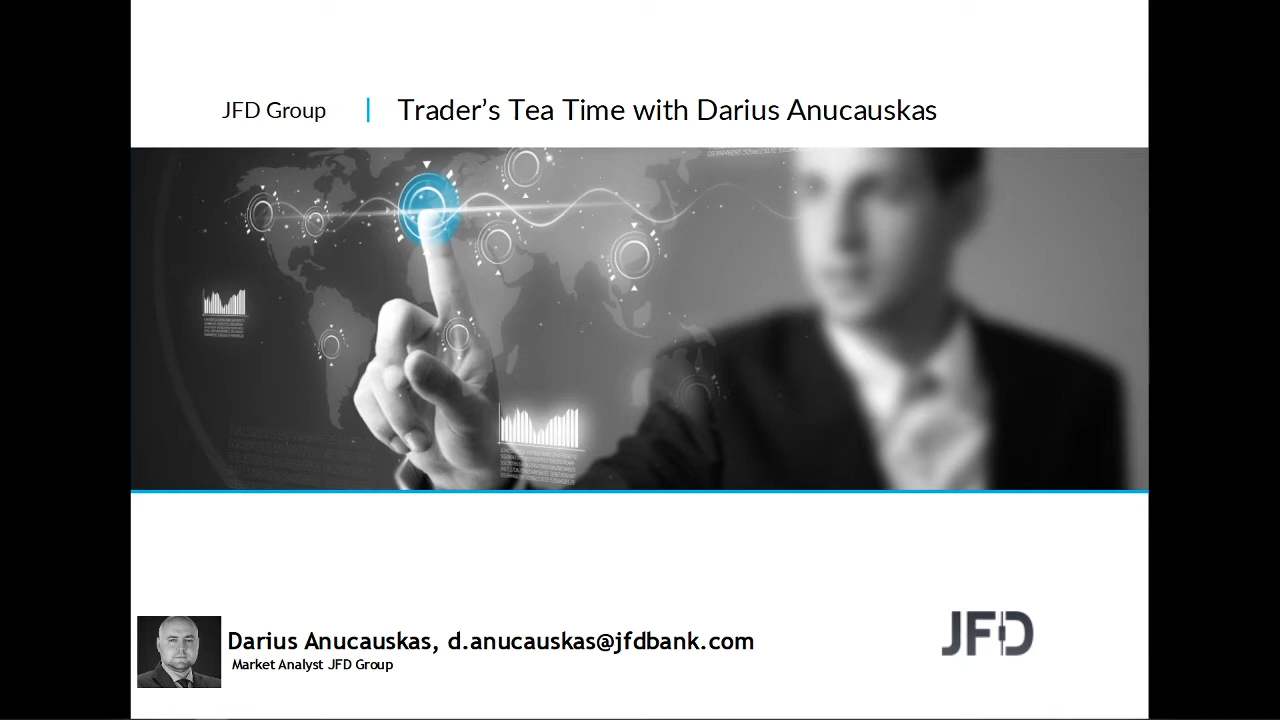 JFD Group | Trader's Tea Time with Darius Anucauskas
Darius Anucauskas, d.anucauskas@jfdbank.com
Market Analyst JFD Group
JFD